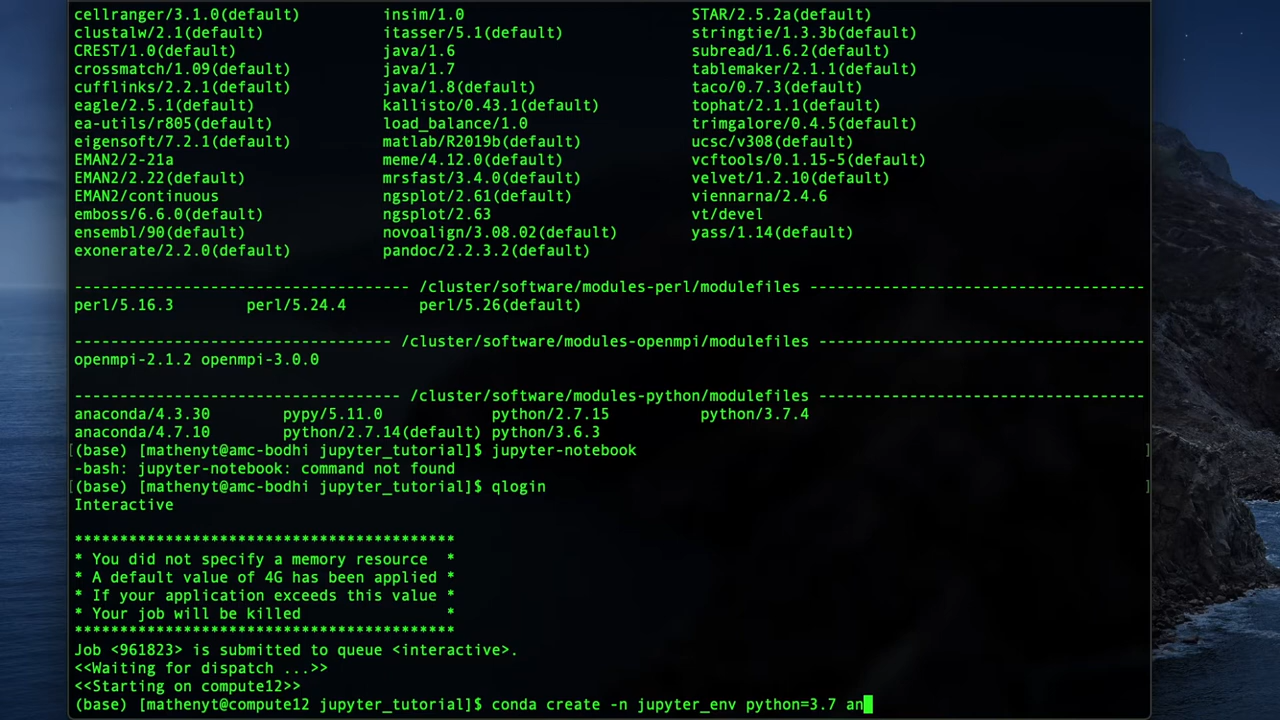 cellranger/3.1.0(default) insim/1.0 STAR/2.5.2a(default)
clustalw/2.1(default) itasser/5.1(default) stringtie/1.3.3b(default)
CREST/1.0(default) java/1.6 subread/1.6.2(default)
crossmatch/1.09(default) java/1.7 tablemaker/2.1.1(default)
cufflinks/2.2.1(default) java/1.8(default) taco/0.7.3(default)
eagle/2.5.1(default) kallisto/0.43.1(default) tophat/2.1.1(default)
ea-utils/r805(default) load_balance/1.0 trimgalore/0.4.5(default)
eigensoft/7.2.1(default) matlab/R2019b(default) ucsc/v308(default)
EMAN2/2-21a meme/4.12.0(default) vcftools/0.1.15-5(default)
EMAN2/2.22(default) mrsfast/3.4.0(default) velvet/1.2.10(default)
EMAN2/continuous ngsplot/2.61(default) viennarna/2.4.6
emboss/6.6.0(default) ngsplot/2.63 vt/devel
ensembl/90(default) novoalign/3.08.02(default) yass/1.14(default)
exonerate/2.2.0(default) pandoc/2.2.3.2(default)
------------------------------------- /cluster/software/modules-perl/modulefiles ------------------------------------
perl/5.16.3 perl/5.24.4 perl/5.26(default)
----------------------------------- /cluster/software/modules-openmpi/modulefiles ------------------------------------
openmpi-2.1.2 openmpi-3.0.0
------------------------------------ /cluster/software/modules-python/modulefiles ------------------------------------
anaconda/4.3.30 pypy/5.11.0 python/2.7.15 python/3.7.4
anaconda/4.7.10 python/2.7.14(default) python/3.6.3
[(base) [mathenyt@amc-bodhi jupyter_tutorial]$ jupyter-notebook ]
-bash: jupyter-notebook: command not found
[(base) [mathenyt@amc-bodhi jupyter_tutorial]$ qlogin ]
Interactive
******************************************
* You did not specify a memory resource *
* A default value of 4G has been applied *
* If your application exceeds this value *
* Your job will be killed *
******************************************
Job <961823> is submitted to queue <interactive>.
<<Waiting for dispatch ...>>
<<Starting on compute12>>
(base) [mathenyt@compute12 jupyter_tutorial]$ conda create -n jupyter_env python=3.7 an